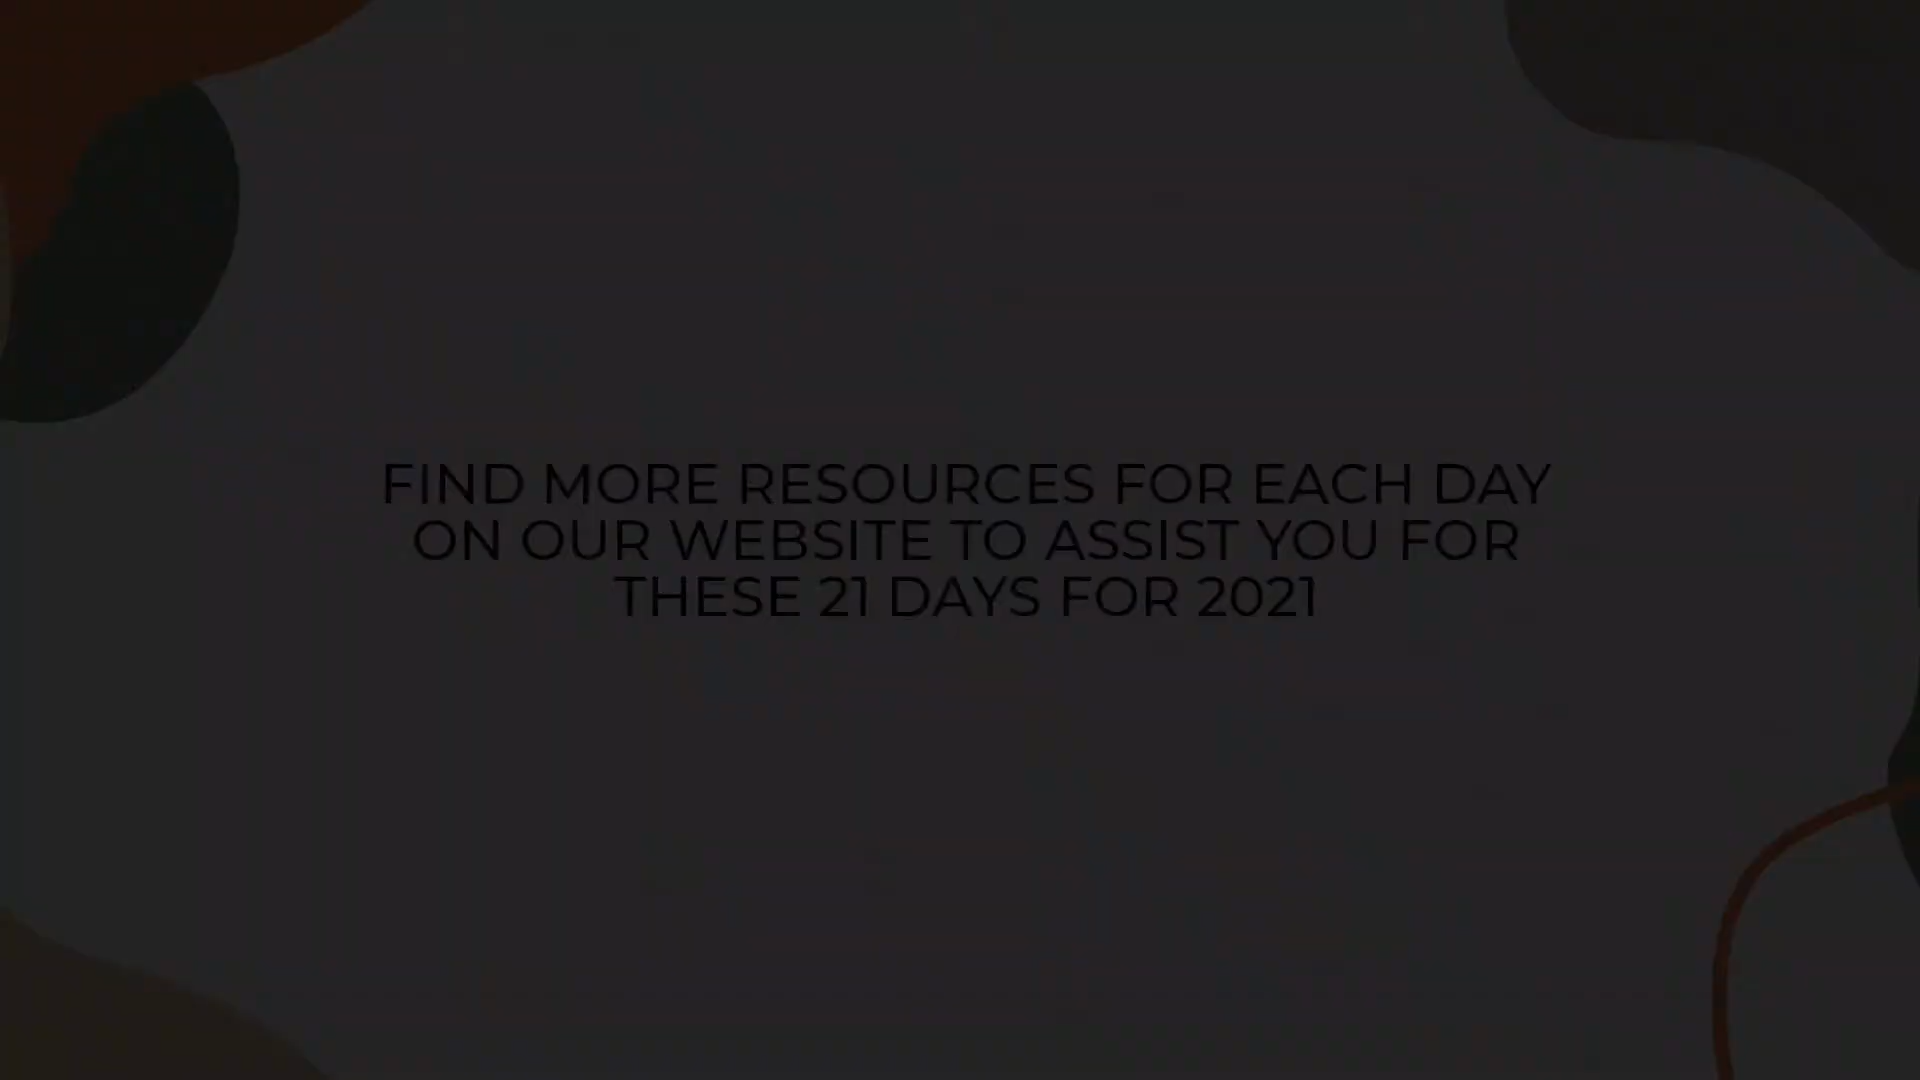 FIND MORE RESOURCES FOR EACH DAY
ON OUR WEBSITE TO ASSIST YOU FOR
THESE 21 DAYS FOR 2021